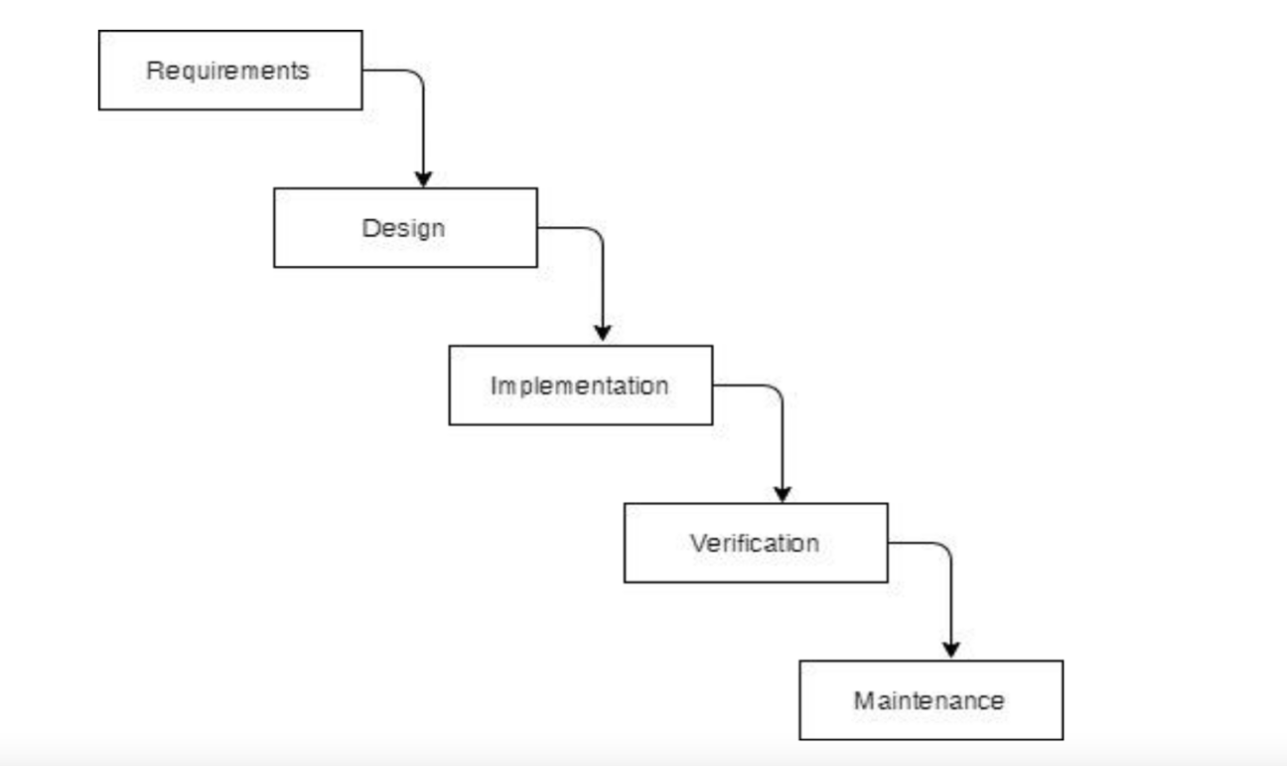 Requirements
Design
Implementation
Verification
Maintenance